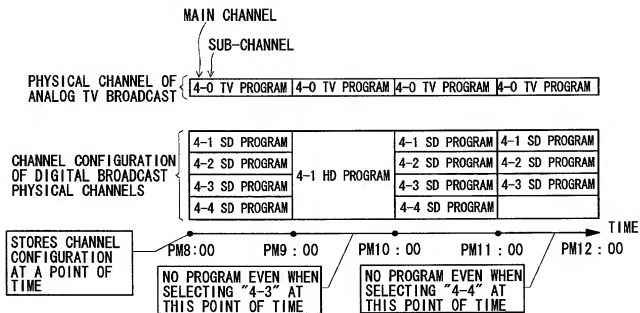 MAIN CHANNEL
SUB-CHANNEL
PHYSICAL CHANNEL OF
ANALOG TV BROADCAST
4-0 TV PROGRAM 4-0 TV PROGRAM 4-0 TV PROGRAM 4-0 TV PROGRAM
CHANNEL CONFIGURATION
OF DIGITAL BROADCAST
PHYSICAL CHANNELS
4-1 SD PROGRAM
4-2 SD PROGRAM
4-3 SD PROGRAM
4-4 SD PROGRAM
4-1 HD PROGRAM
4-1 SD PROGRAM
4-2 SD PROGRAM
4-3 SD PROGRAM
4-4 SD PROGRAM
4-1 SD PROGRAM
4-2 SD PROGRAM
4-3 SD PROGRAM
TIME
PM8:00 PM9:00 PM10:00 PM11:00 PM12:00
STORES CHANNEL
CONFIGURATION
AT A POINT OF
TIME
NO PROGRAM EVEN WHEN
SELECTING "4-3" AT
THIS POINT OF TIME
NO PROGRAM EVEN WHEN
SELECTING "4-4" AT
THIS POINT OF TIME